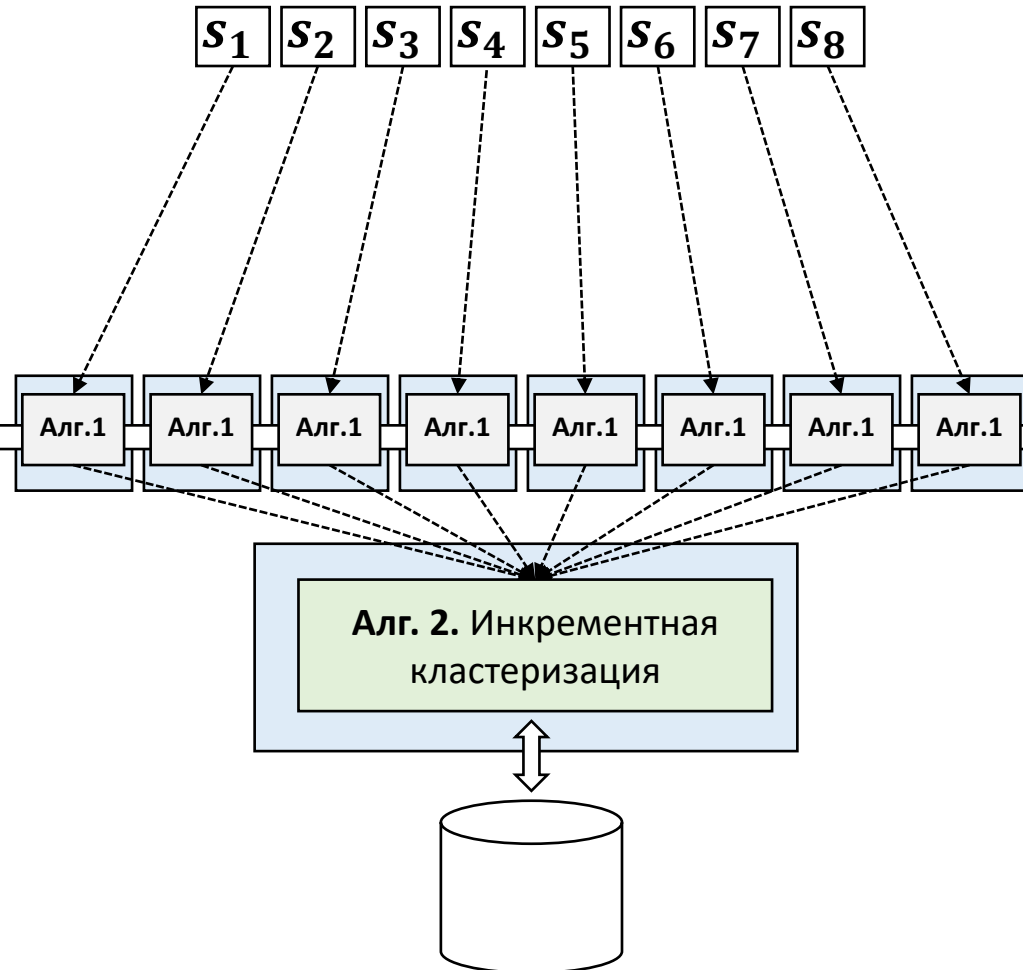 s1 s2 s3 s4 s5 s6 s7 s8
Алг.1 Алг.1 Алг.1 Алг.1 Алг.1 Алг.1 Алг.1 Алг.1
Алг. 2. Инкрементная
кластеризация